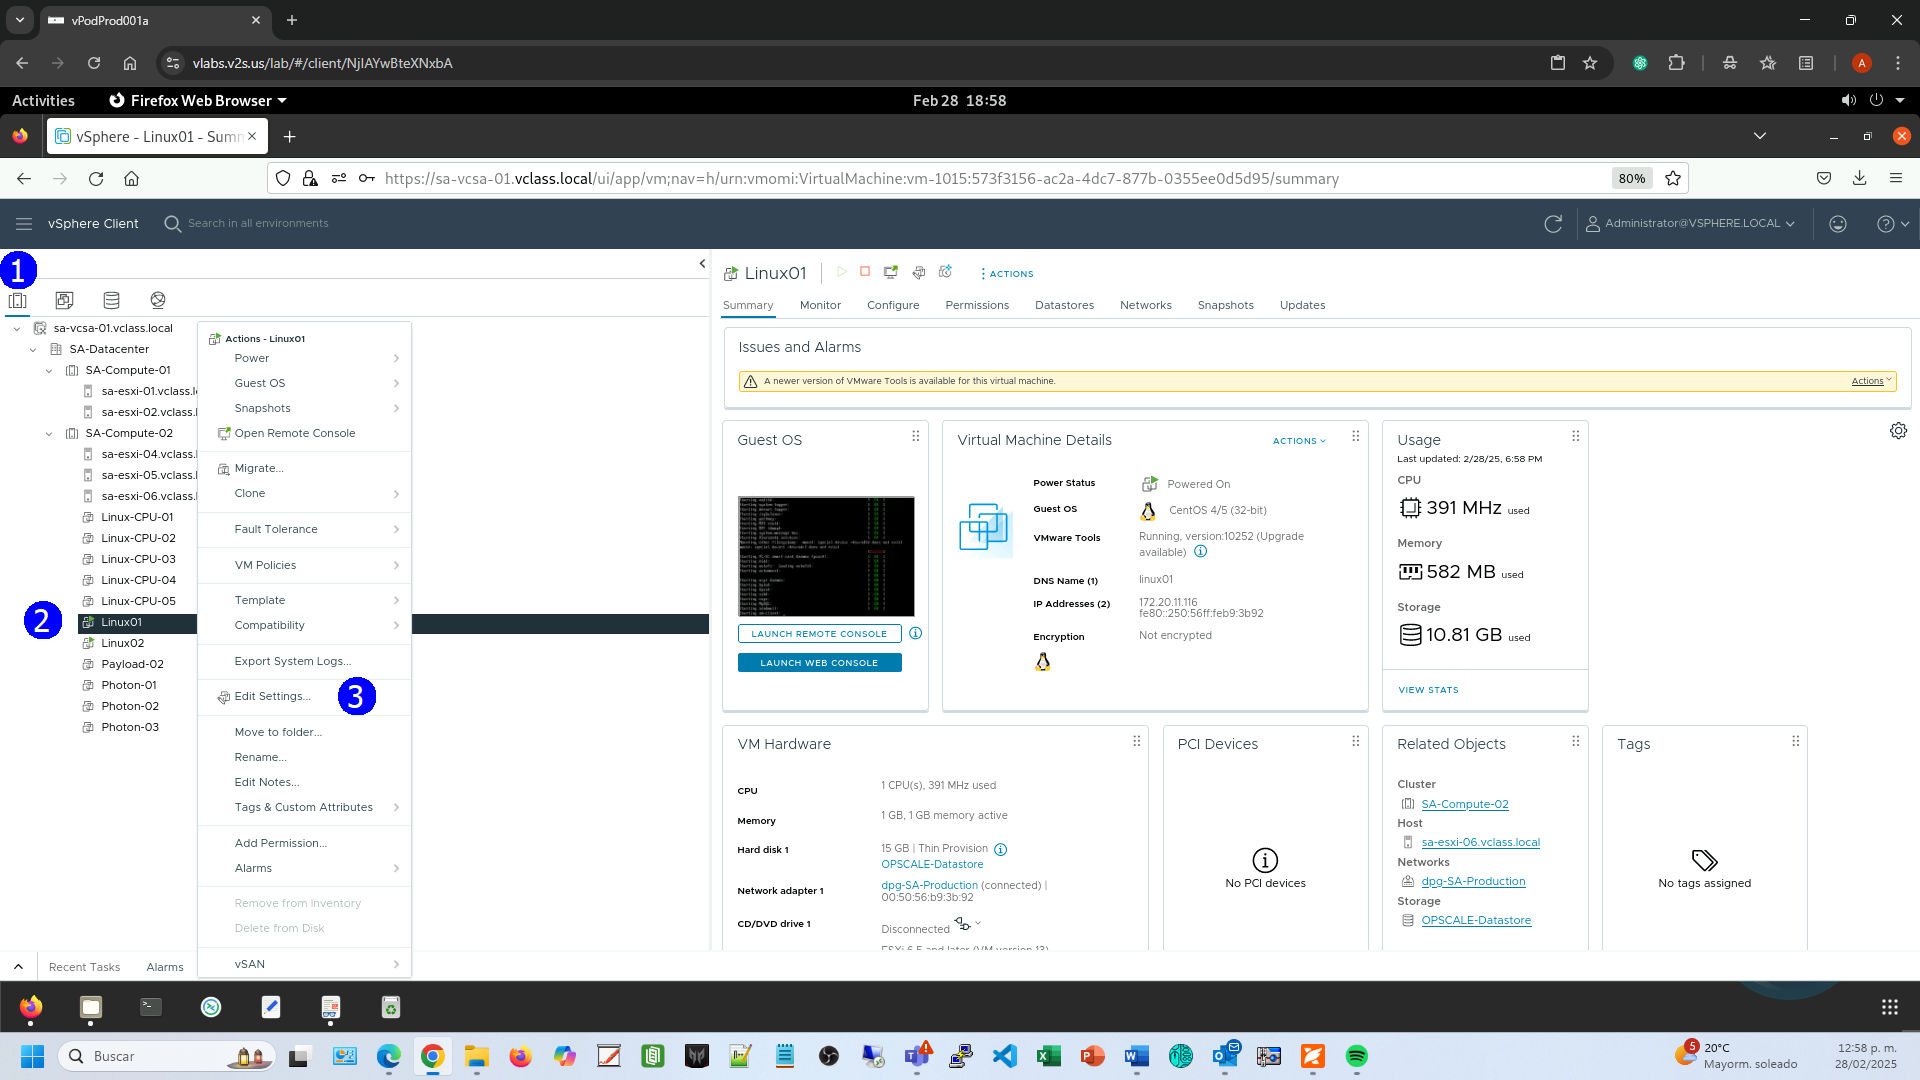 vPodProd001a
vlabs.v2s.us/lab/#/client/NjlAYwBteXNxbA
A
Activities
Firefox Web Browser
Feb 28 18:58
vSphere - Linux01 - Summ
https://sa-vcsa-01.vclass.local/ui/app/vm;nav=h/urn:vmomi:VirtualMachine:vm-1015:573f3156-ac2a-4dc7-877b-0355ee0d5d95/summary
80%
vSphere Client
Search in all environments
Administrator@VSPHERE.LOCAL
1
sa-vcsa-01.vclass.local
SA-Datacenter
SA-Compute-01
sa-esxi-01.vclass.l
sa-esxi-02.vclass.
SA-Compute-02
sa-esxi-04.vclass.
sa-esxi-05.vclass.
sa-esxi-06.vclass.
Linux-CPU-01
Linux-CPU-02
Linux-CPU-03
Linux-CPU-04
Linux-CPU-05
2
Linux01
Linux02
Payload-02
Photon-01
Photon-02
Photon-03
Actions - Linux01
Power
Guest OS
Snapshots
Open Remote Console
Migrate...
Clone
Fault Tolerance
VM Policies
Template
Compatibility
Export System Logs...
Edit Settings...
3
Move to folder...
Rename...
Edit Notes...
Tags & Custom Attributes
Add Permission...
Alarms
Remove from Inventory
Delete from Disk
vSAN
Linux01
ACTIONS
Summary
Monitor
Configure
Permissions
Datastores
Networks
Snapshots
Updates
Issues and Alarms
A newer version of VMware Tools is available for this virtual machine.
Actions
Guest OS
LAUNCH REMOTE CONSOLE
LAUNCH WEB CONSOLE
Virtual Machine Details
ACTIONS
Power Status
Powered On
Guest OS
CentOS 4/5 (32-bit)
VMware Tools
Running, version:10252 (Upgrade
available)
DNS Name (1)
linux01
IP Addresses (2)
172.20.11.116
fe80::250:56ff:feb9:3b92
Encryption
Not encrypted
Usage
Last updated: 2/28/25, 6:58 PM
CPU
391 MHz used
Memory
582 MB used
Storage
10.81 GB used
VIEW STATS
VM Hardware
CPU
1 CPU(s), 391 MHz used
Memory
1 GB, 1 GB memory active
Hard disk 1
15 GB | Thin Provision
OPSCALE-Datastore
Network adapter 1
dpg-SA-Production (connected) |
00:50:56:b9:3b:92
CD/DVD drive 1
Disconnected
ESXi 6.5 and later (VM version 13)
PCI Devices
No PCI devices
Related Objects
Cluster
SA-Compute-02
Host
sa-esxi-06.vclass.local
Networks
dpg-SA-Production
Storage
OPSCALE-Datastore
Tags
No tags assigned
Recent Tasks
Alarms
Buscar
5
20°C
Mayorm. soleado
12:58 p. m.
28/02/2025